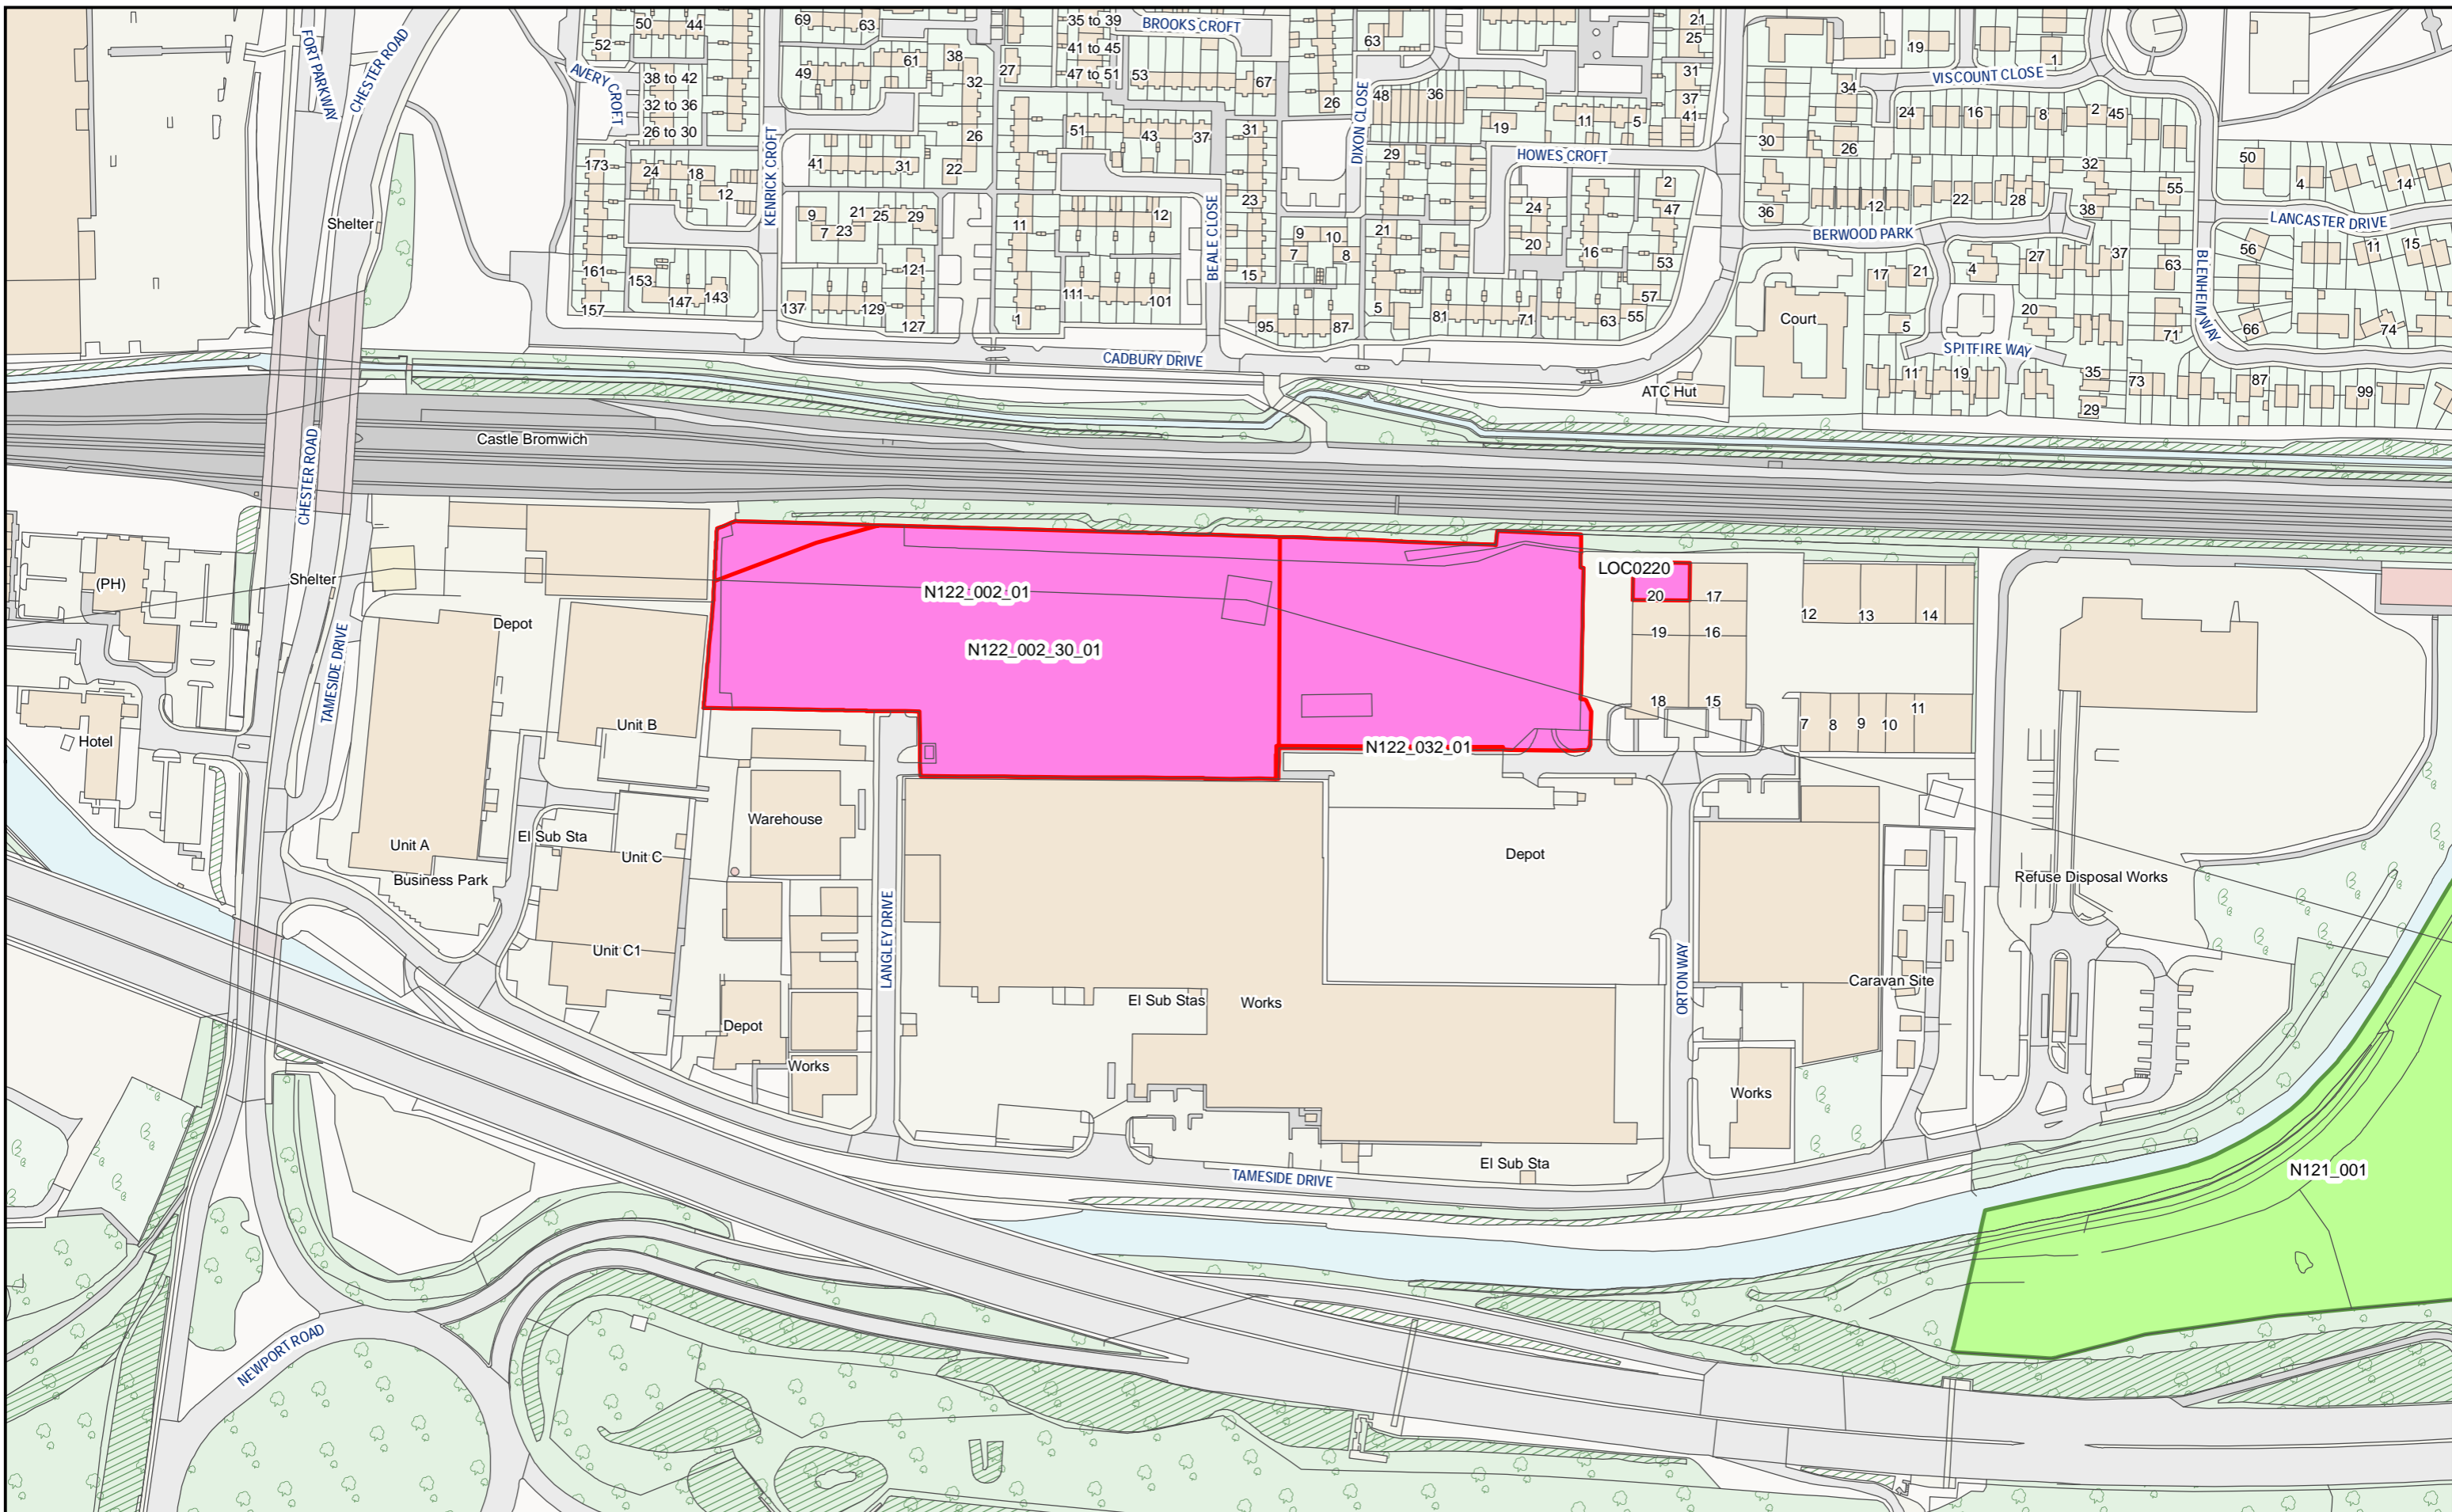 50 44
69 63
35 to 39
BROOKS CROFT
21
25
63
52
FORT PARKWAY
CHESTER ROAD
AVERY CROFT
38 to 42
32 to 36
26 to 30
49
61
38
32
26
27
41 to 45
47 to 51
53
67
26
DIXON CLOSE
48
36
31
37
41
19
11
5
34
19
1
VISCOUNT CLOSE
24
16
8
2
45
30
26
173
24
18
12
KENRICK CROFT
41
31
22
51
43
37
31
29
HOWES CROFT
2
47
32
50
4
14
55
Shelter
9
7
21
23
25
29
11
12
BEALE CLOSE
23
21
24
20
16
53
36
12
22
28
38
BERWOOD PARK
LANCASTER DRIVE
161
157
153
147
143
137
129
121
127
1
111
101
15
9
7
10
8
95
87
5
81
71
63
55
57
Court
17
21
5
4
27
37
20
63
71
BLENHEIM WAY
56
11
15
66
74
CADBURY DRIVE
SPITFIRE WAY
ATC Hut
11
19
35
29
73
87
99
Castle Bromwich
CHESTER ROAD
(PH)
Shelter
Depot
N122_002_01
N122_002_30_01
LOC0220
20
17
19
16
18
15
12
13
14
7
8
9
10
11
TAMESIDE DRIVE
Hotel
Unit B
N122_032_01
Unit A
Business Park
El Sub Sta
Unit C
Unit C1
Warehouse
LANGLEY DRIVE
Depot
Refuse Disposal Works
Caravan Site
ORTON WAY
El Sub Stas
Works
Depot
Works
Works
El Sub Sta
TAMESIDE DRIVE
N121_001
NEWPORT ROAD